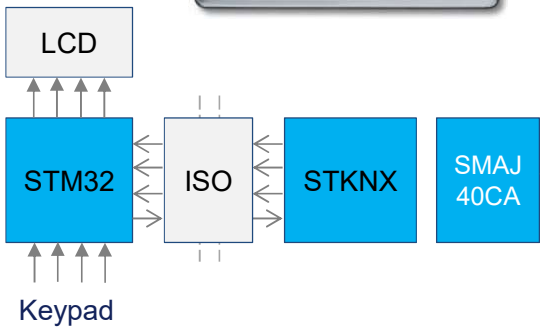 LCD
STM32
ISO
STKNX
SMAJ
40CA
Keypad